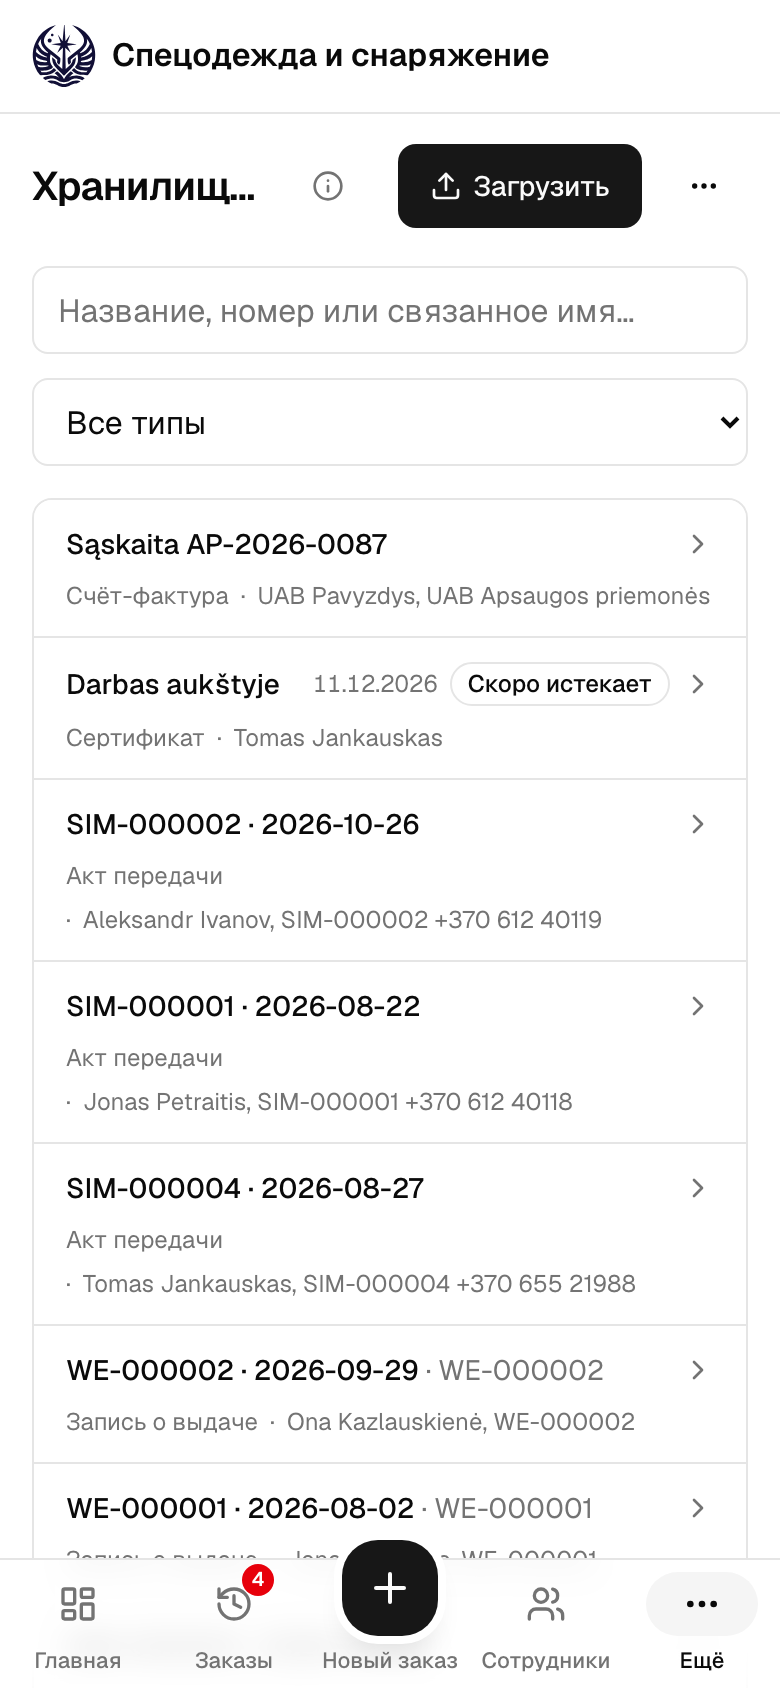 Спецодежда и снаряжение
Хранилищ...
Загрузить
Название, номер или связанное имя...
Все типы
Sąskaita AP-2026-0087
Счёт-фактура · UAB Pavyzdys, UAB Apsaugos priemonės
Darbas aukštyje 11.12.2026 Скоро истекает
Сертификат · Tomas Jankauskas
SIM-000002 · 2026-10-26
Акт передачи
· Aleksandr Ivanov, SIM-000002 +370 612 40119
SIM-000001 · 2026-08-22
Акт передачи
· Jonas Petraitis, SIM-000001 +370 612 40118
SIM-000004 · 2026-08-27
Акт передачи
· Tomas Jankauskas, SIM-000004 +370 655 21988
WE-000002 · 2026-09-29 · WE-000002
Запись о выдаче · Ona Kazlauskienė, WE-000002
WE-000001 · 2026-08-02 · WE-000001
4
Главная
Заказы
Новый заказ
Сотрудники
Ещё